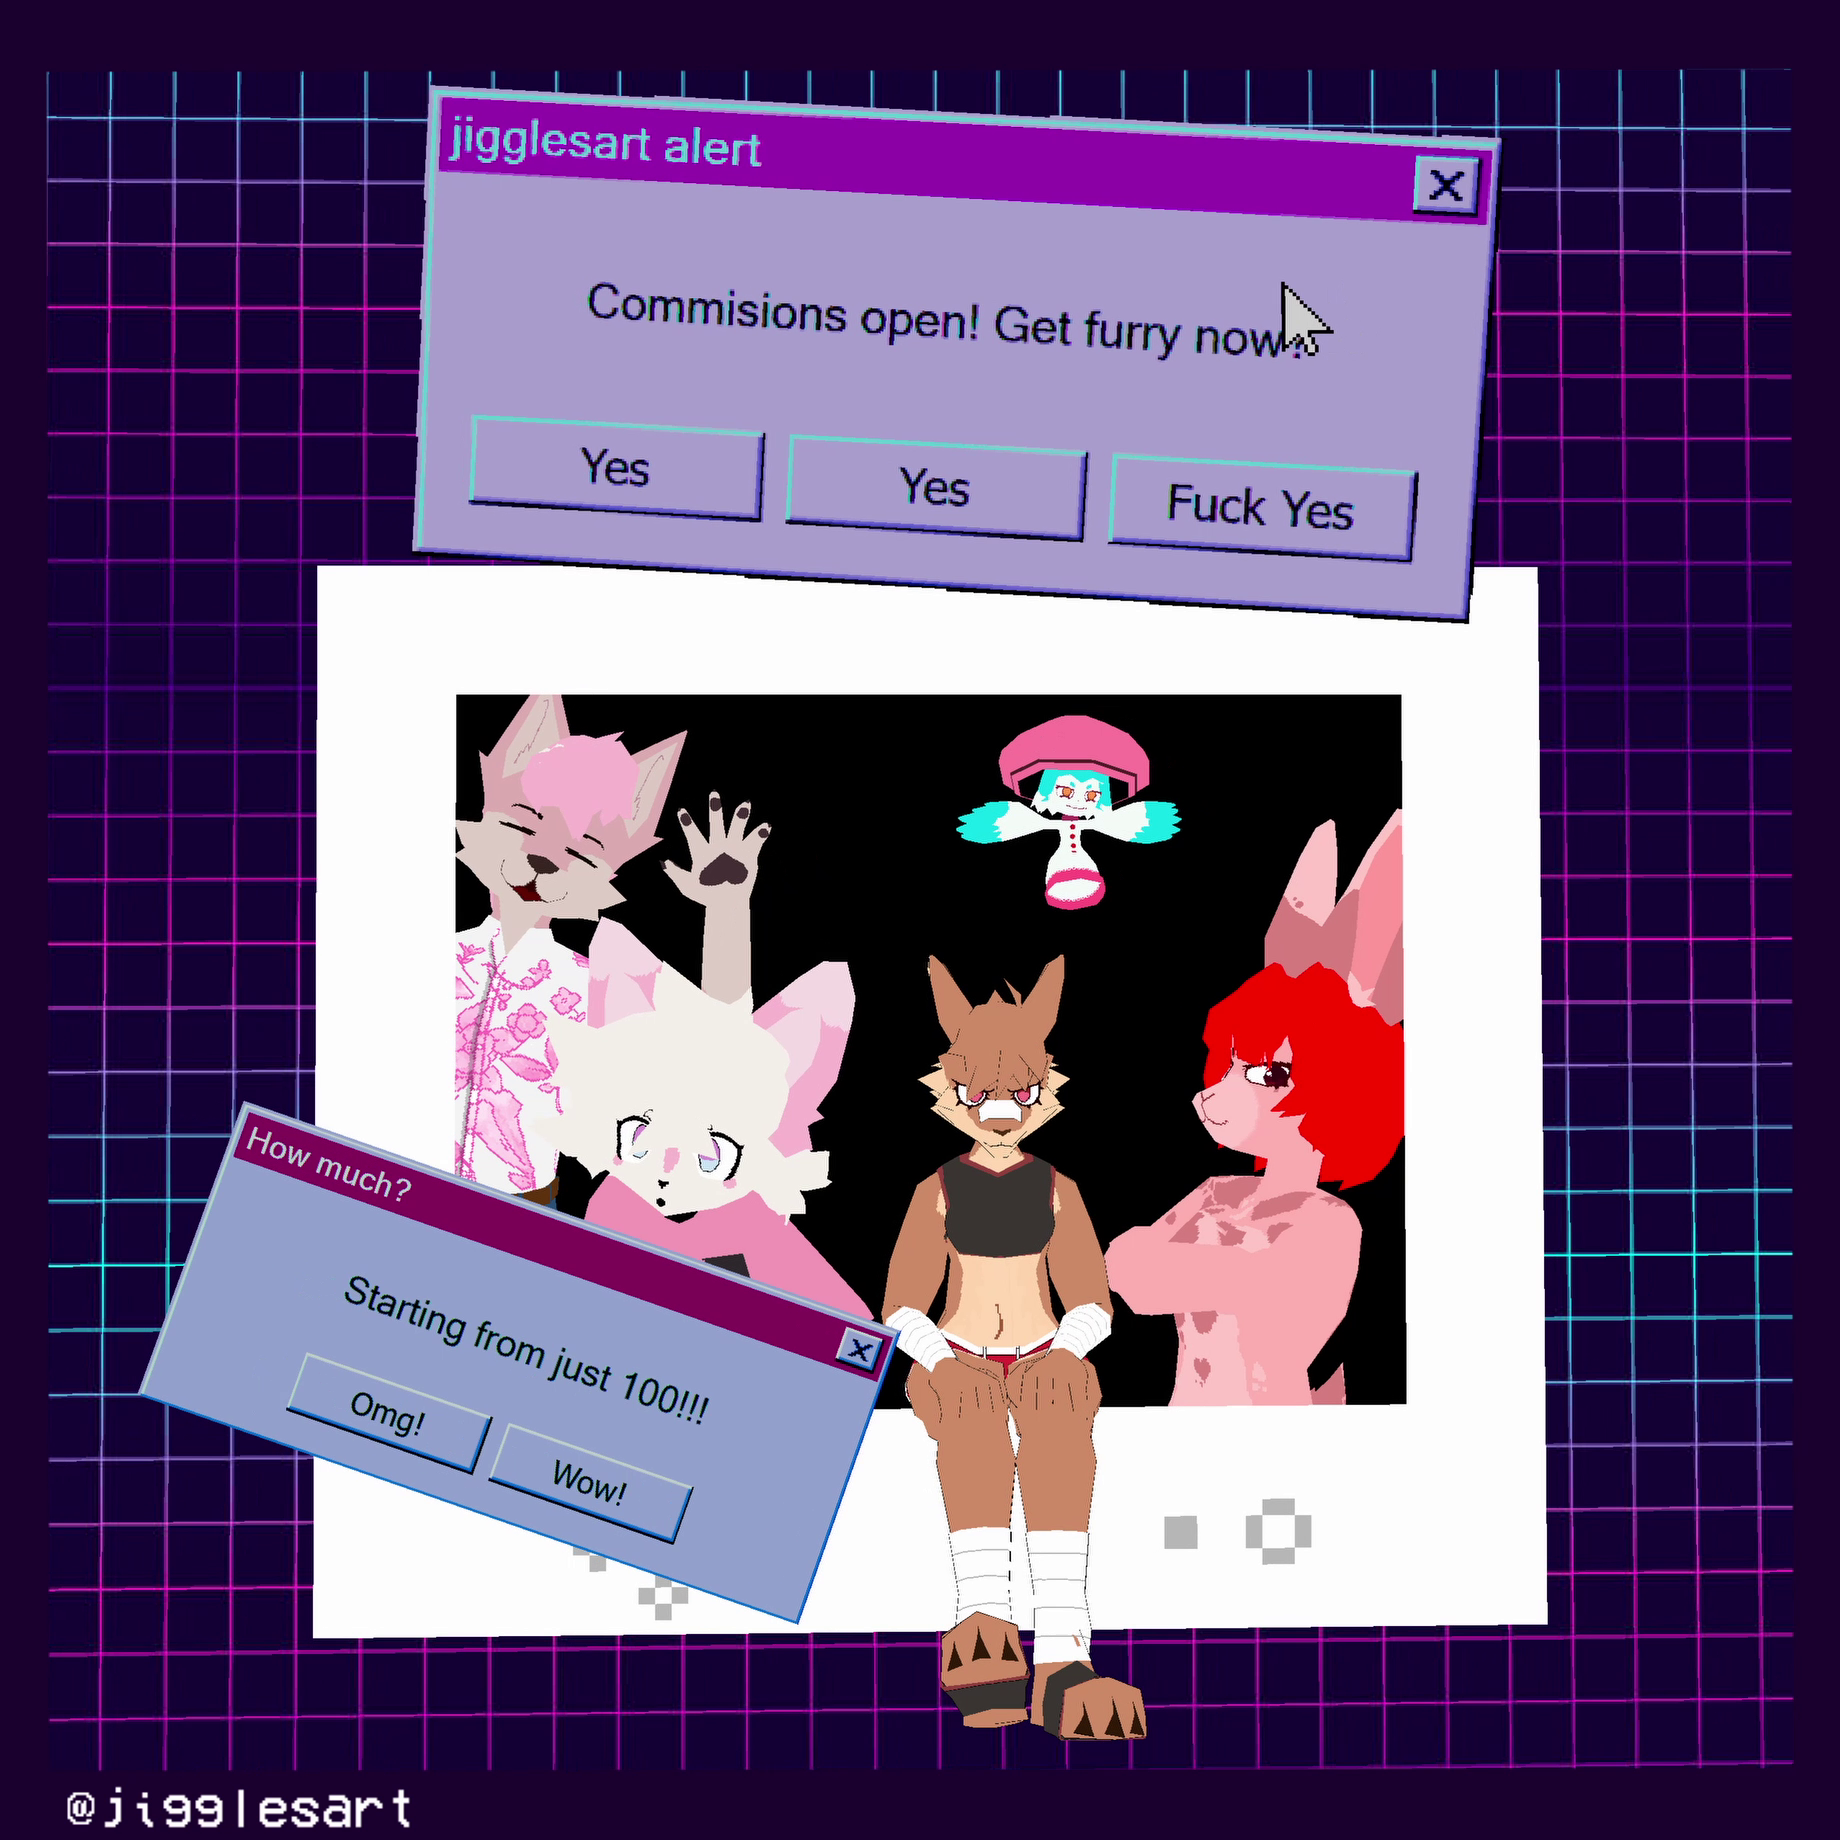 jigglesart alert
Commisions open! Get furry now?
Yes
Yes
Fuck Yes
How much?
Starting from just 100!!!
Omg!
Wow!
@jigglesart